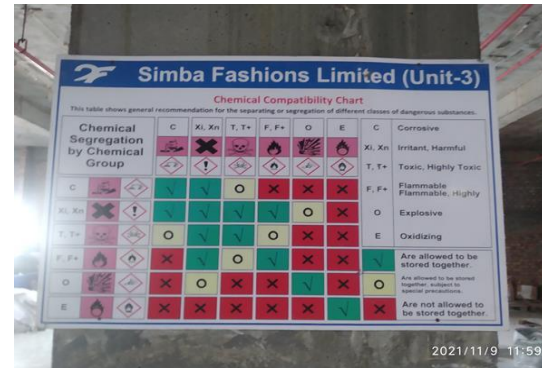 Simba Fashions Limited (Unit-3)
Chemical Compatibility Chart
This table shows general recommendation for the separating or segregation of different classes of dangerous substances.
Chemical
Segregation
by Chemical
Group
C Xi, Xn T, T+ F, F+ O E
C √ √ O X X X
Xi, Xn √ √ √ √ O X
T, T+ O √ √ O X X
F, F+ X √ O √ X X
O X O X X √ X
E X X X X X √
C Corrosive
Xi, Xn Irritant, Harmful
T, T+ Toxic, Highly Toxic
F, F+ Flammable
Flammable, Highly
O Explosive
E Oxidizing
√ Are allowed to be
stored together.
O Are allowed to be stored
together, subject to
special precautions.
X Are not allowed to
be stored together.
2021/11/9 11:59